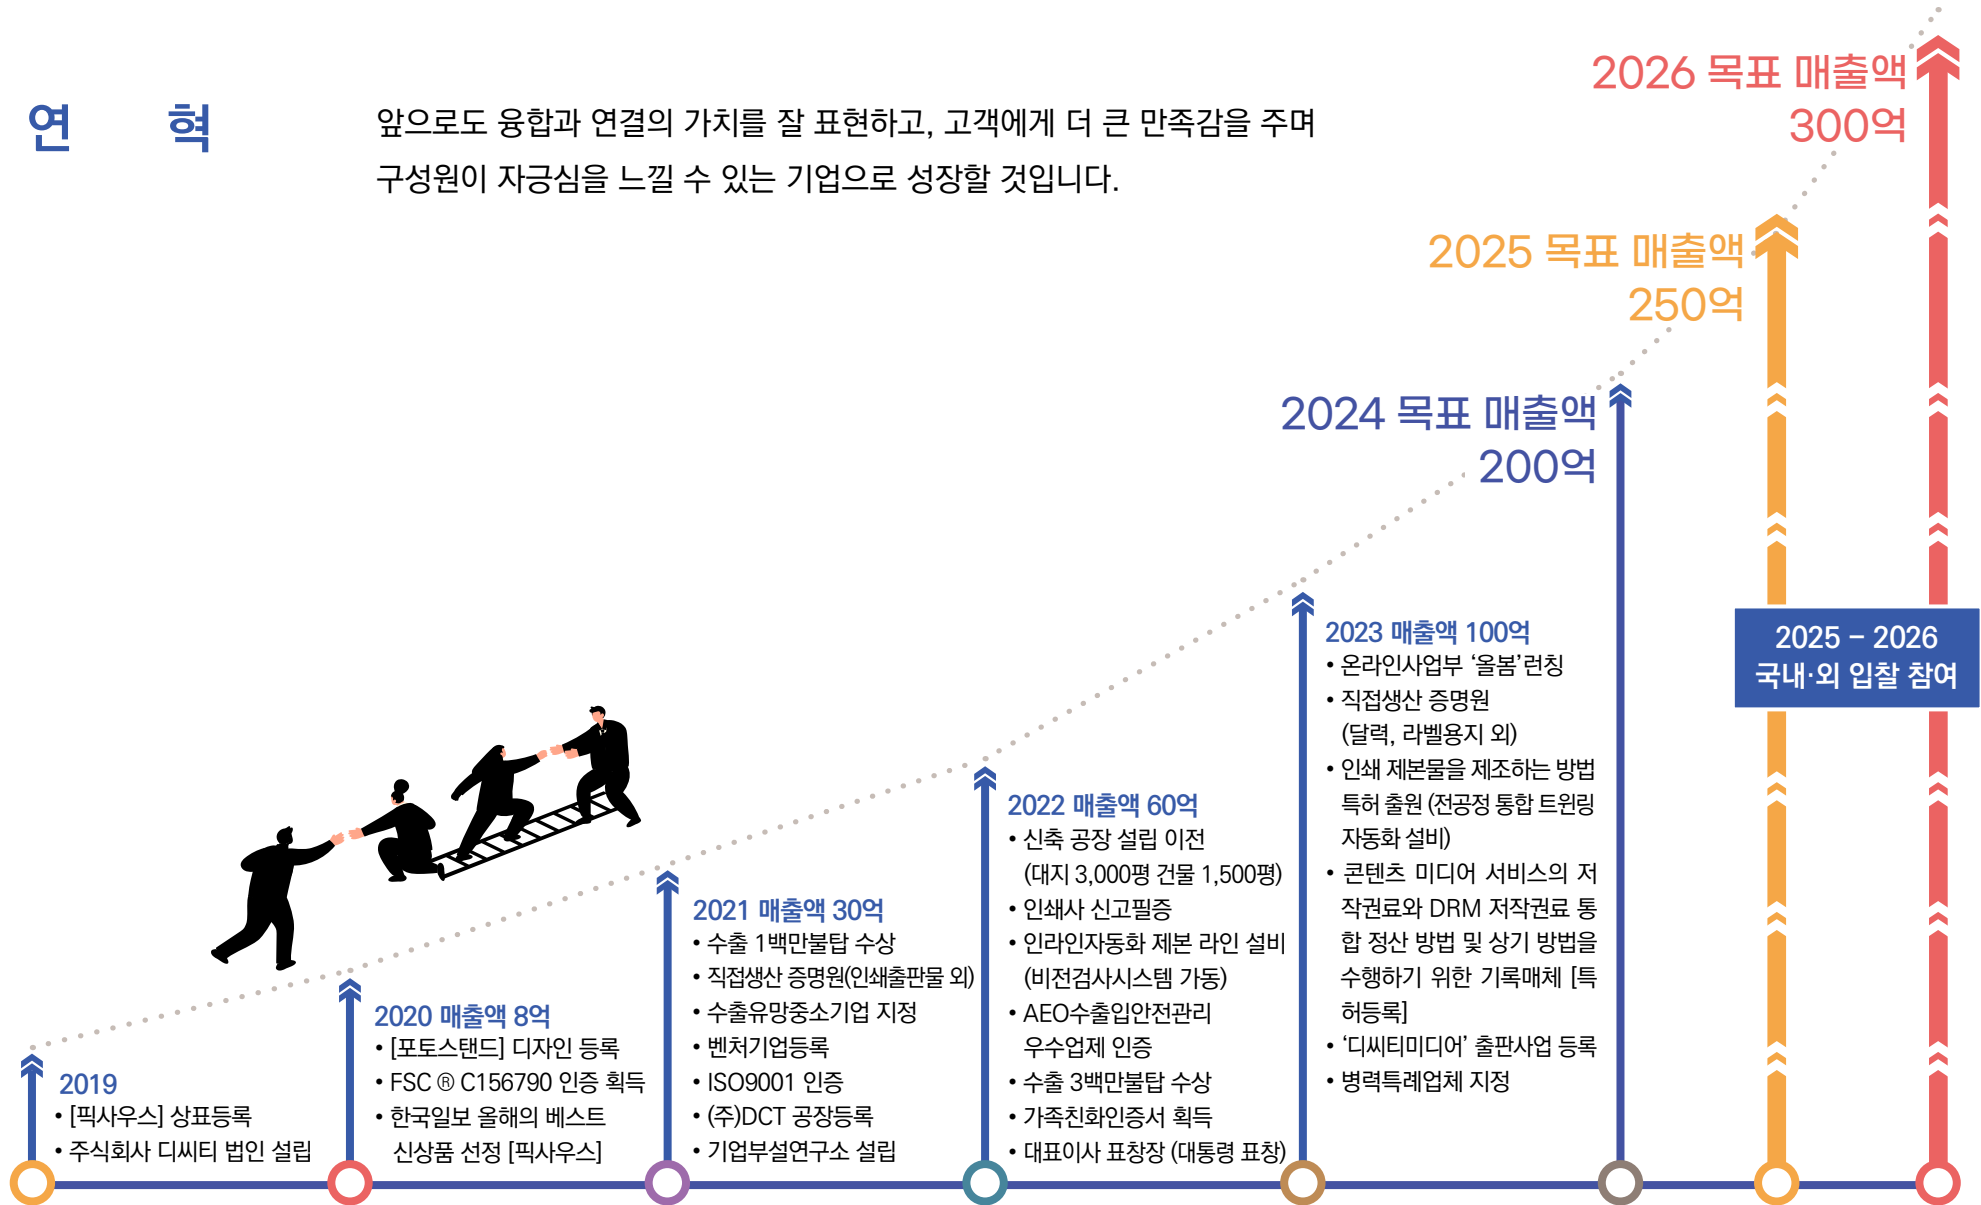 연 혁
앞으로도 융합과 연결의 가치를 잘 표현하고, 고객에게 더 큰 만족감을 주며
구성원이 자긍심을 느낄 수 있는 기업으로 성장할 것입니다.
2019
• [픽사우스] 상표등록
• 주식회사 디씨티 법인 설립
2020 매출액 8억
• [포토스탠드] 디자인 등록
• FSC ® C156790 인증 획득
• 한국일보 올해의 베스트
신상품 선정 [픽사우스]
2021 매출액 30억
• 수출 1백만불탑 수상
• 직접생산 증명원(인쇄출판물 외)
• 수출유망중소기업 지정
• 벤처기업등록
• ISO9001 인증
• (주)DCT 공장등록
• 기업부설연구소 설립
2022 매출액 60억
• 신축 공장 설립 이전
(대지 3,000평 건물 1,500평)
• 인쇄사 신고필증
• 인라인자동화 제본 라인 설비
(비전검사시스템 가동)
• AEO수출입안전관리
우수업제 인증
• 수출 3백만불탑 수상
• 가족친화인증서 획득
• 대표이사 표창장 (대통령 표창)
2023 매출액 100억
• 온라인사업부 ‘올봄’런칭
• 직접생산 증명원
(달력, 라벨용지 외)
• 인쇄 제본물을 제조하는 방법
특허 출원 (전공정 통합 트윈링
자동화 설비)
• 콘텐츠 미디어 서비스의 저
작권료와 DRM 저작권료 통
합 정산 방법 및 상기 방법을
수행하기 위한 기록매체 [특
허등록]
• ‘디씨티미디어’ 출판사업 등록
• 병력특례업체 지정
2024 목표 매출액
200억
2025 목표 매출액
250억
2026 목표 매출액
300억
2025 – 2026
국내·외 입찰 참여